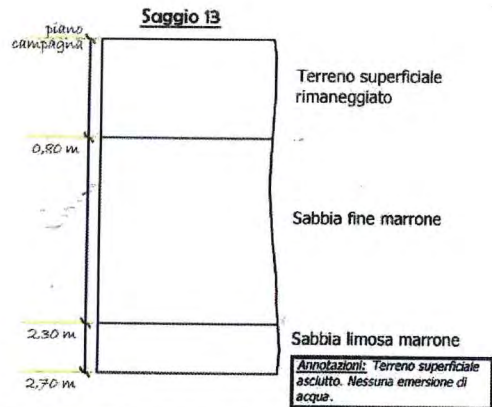 Saggio 13
piano
campagna
Terreno superficiale
rimaneggiato
0,80 m
Sabbia fine marrone
2,30 m
Sabbia limosa marrone
2,70 m
Annotazioni: Terreno superficiale
asciutto. Nessuna emersione di
acqua.